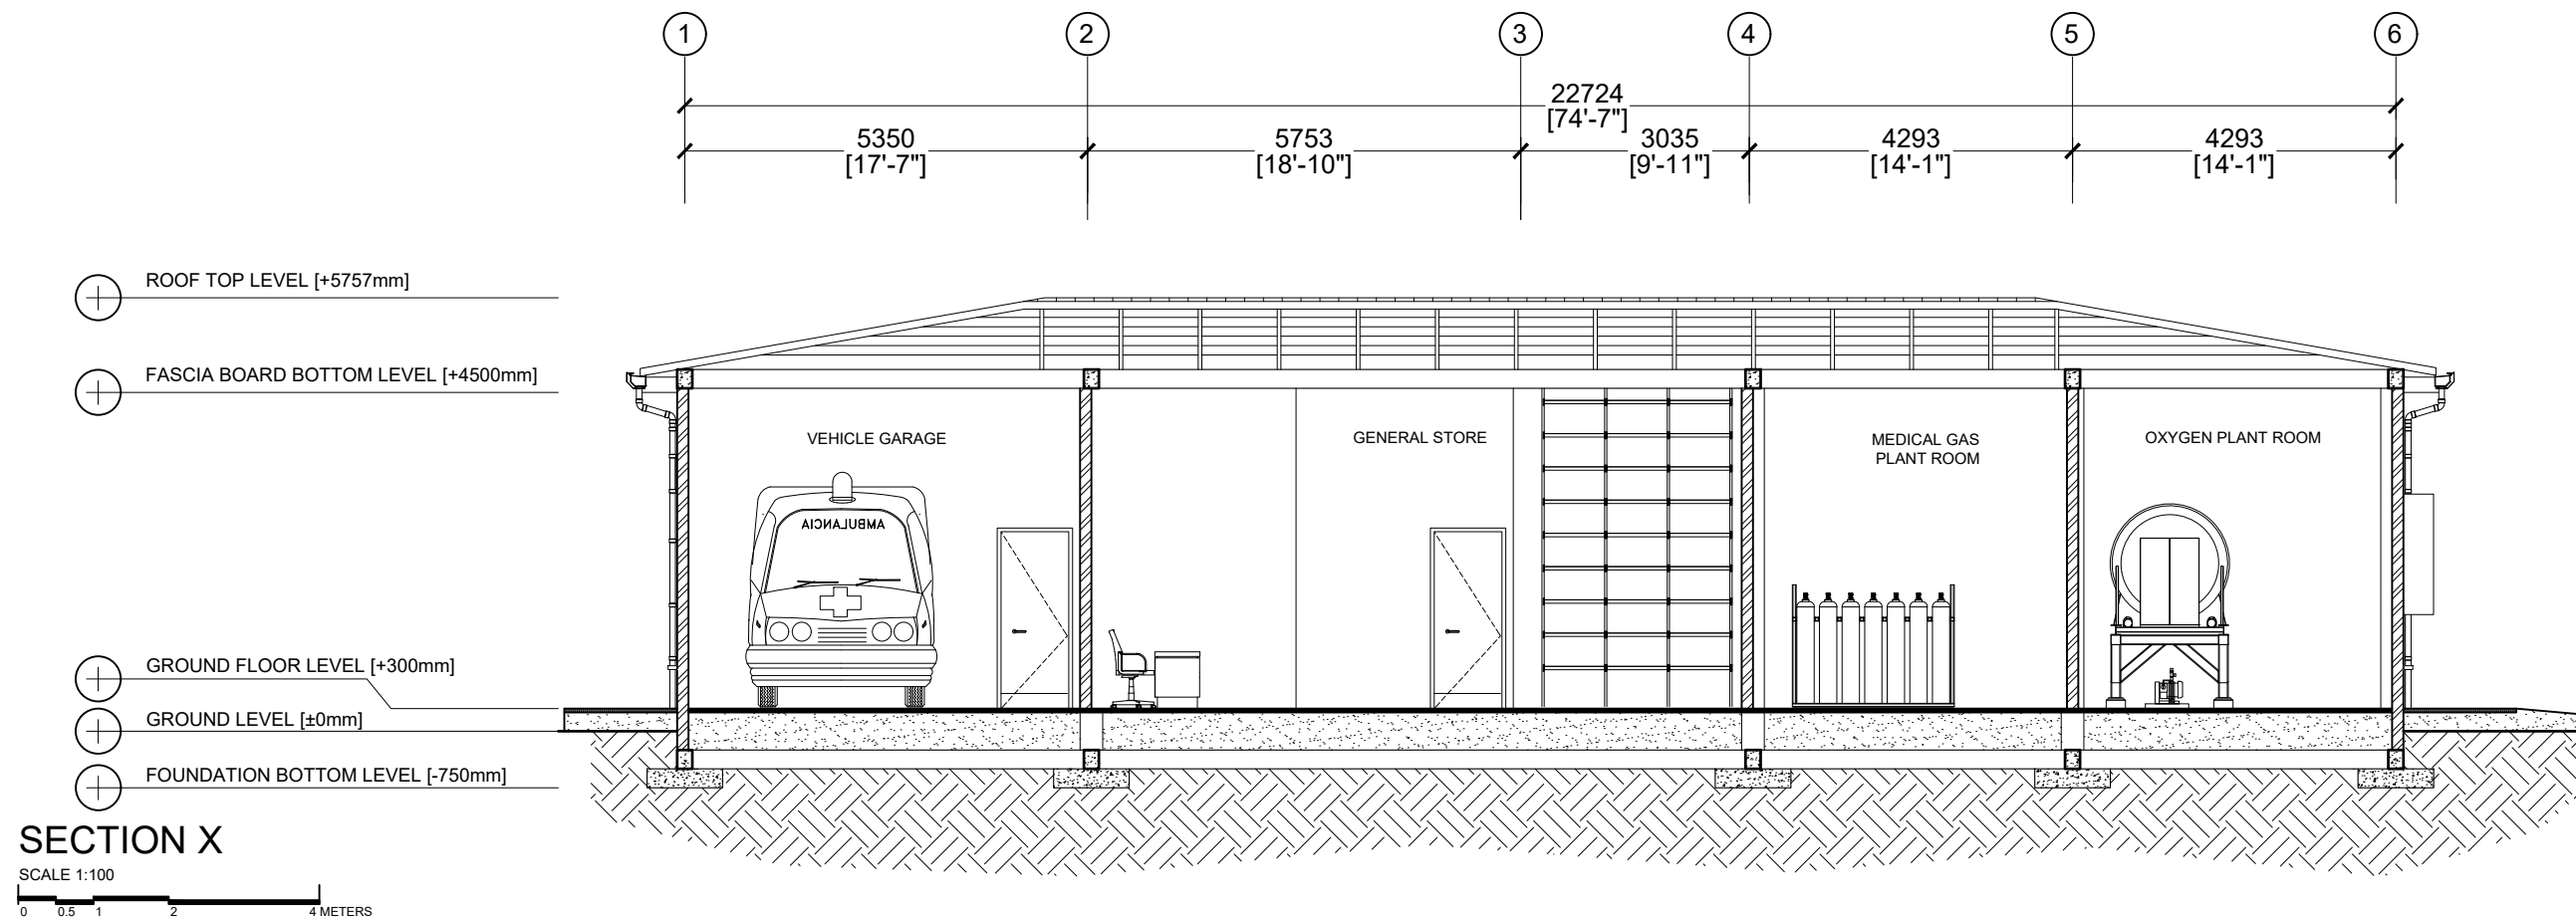 1 2 3 4 5 6
22724
[74'-7"]
5350 5753 3035 4293 4293
[17'-7"] [18'-10"] [9'-11"] [14'-1"] [14'-1"]
ROOF TOP LEVEL [+5757mm]
FASCIA BOARD BOTTOM LEVEL [+4500mm]
VEHICLE GARAGE
GENERAL STORE
MEDICAL GAS
PLANT ROOM
OXYGEN PLANT ROOM
AMBULANCIA
GROUND FLOOR LEVEL [+300mm]
GROUND LEVEL [±0mm]
FOUNDATION BOTTOM LEVEL [-750mm]
SECTION X
SCALE 1:100
0 0.5 1 2 4 METERS